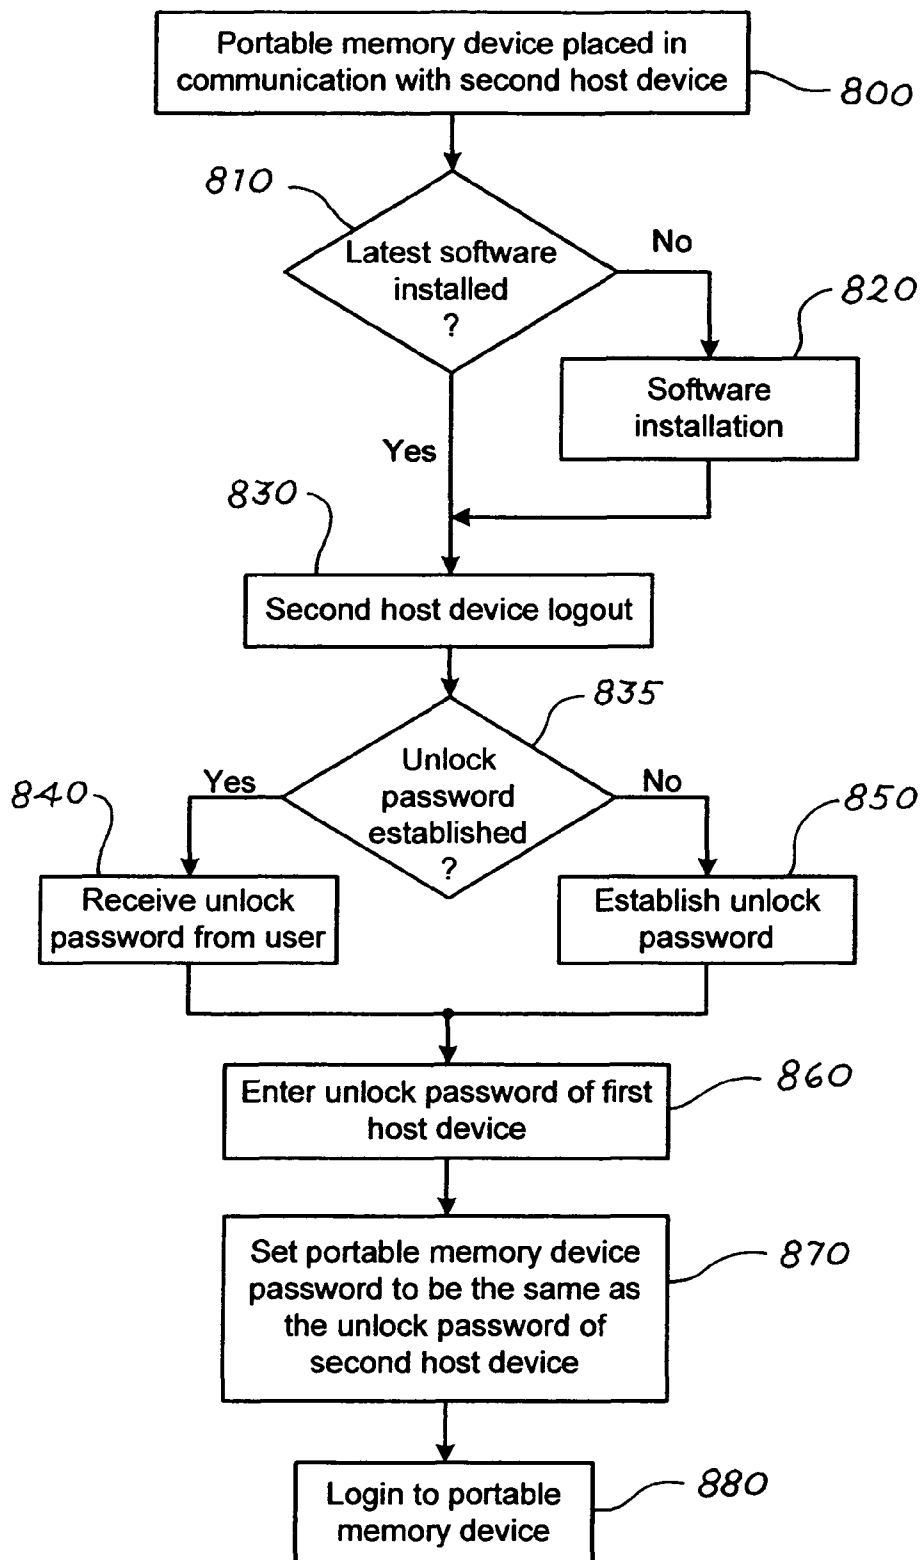 Portable memory device placed in
communication with second host device
800
810
Latest software
installed
?
No
820
Software
installation
Yes
830
Second host device logout
835
Unlock
password
established
?
Yes
No
840
850
Receive unlock
password from user
Establish unlock
password
Enter unlock password of first
host device
860
Set portable memory device
password to be the same as
the unlock password of
second host device
870
Login to portable
memory device
880